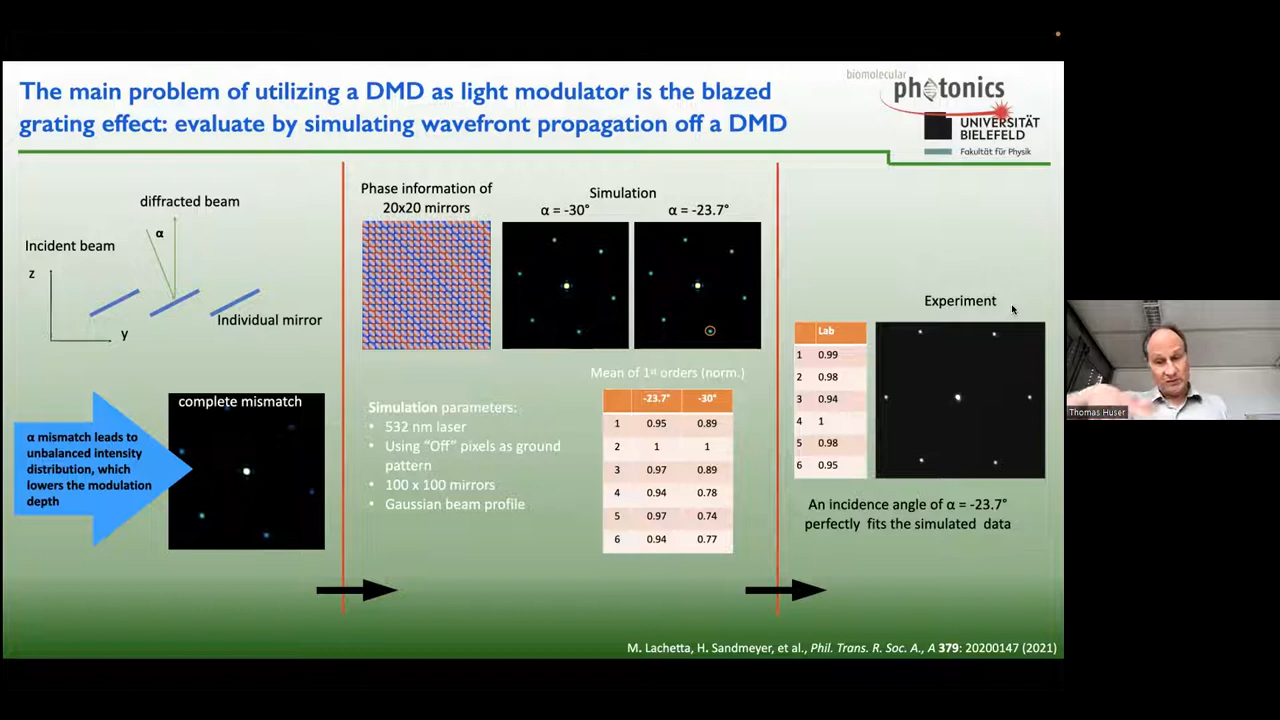 The main problem of utilizing a DMD as light modulator is the blazed
grating effect: evaluate by simulating wavefront propagation off a DMD
biomolecular
photonics
UNIVERSITÄT
BIELEFELD
Fakultät für Physik
diffracted beam
α
Incident beam
z
y
Individual mirror
α mismatch leads to
unbalanced intensity
distribution, which
lowers the modulation
depth
complete mismatch
Phase information of
20x20 mirrors
Simulation
α = -30°
α = -23.7°
Simulation parameters:
• 532 nm laser
• Using “Off” pixels as ground
pattern
• 100 x 100 mirrors
• Gaussian beam profile
Mean of 1st orders (norm.)
-23.7° -30°
1 0.95 0.89
2 1 1
3 0.97 0.89
4 0.94 0.78
5 0.97 0.74
6 0.94 0.77
Experiment
Lab
1 0.99
2 0.98
3 0.94
4 1
5 0.98
6 0.95
An incidence angle of α = -23.7°
perfectly fits the simulated data
M. Lachetta, H. Sandmeyer, et al., Phil. Trans. R. Soc. A., A 379: 20200147 (2021)
Thomas Huser